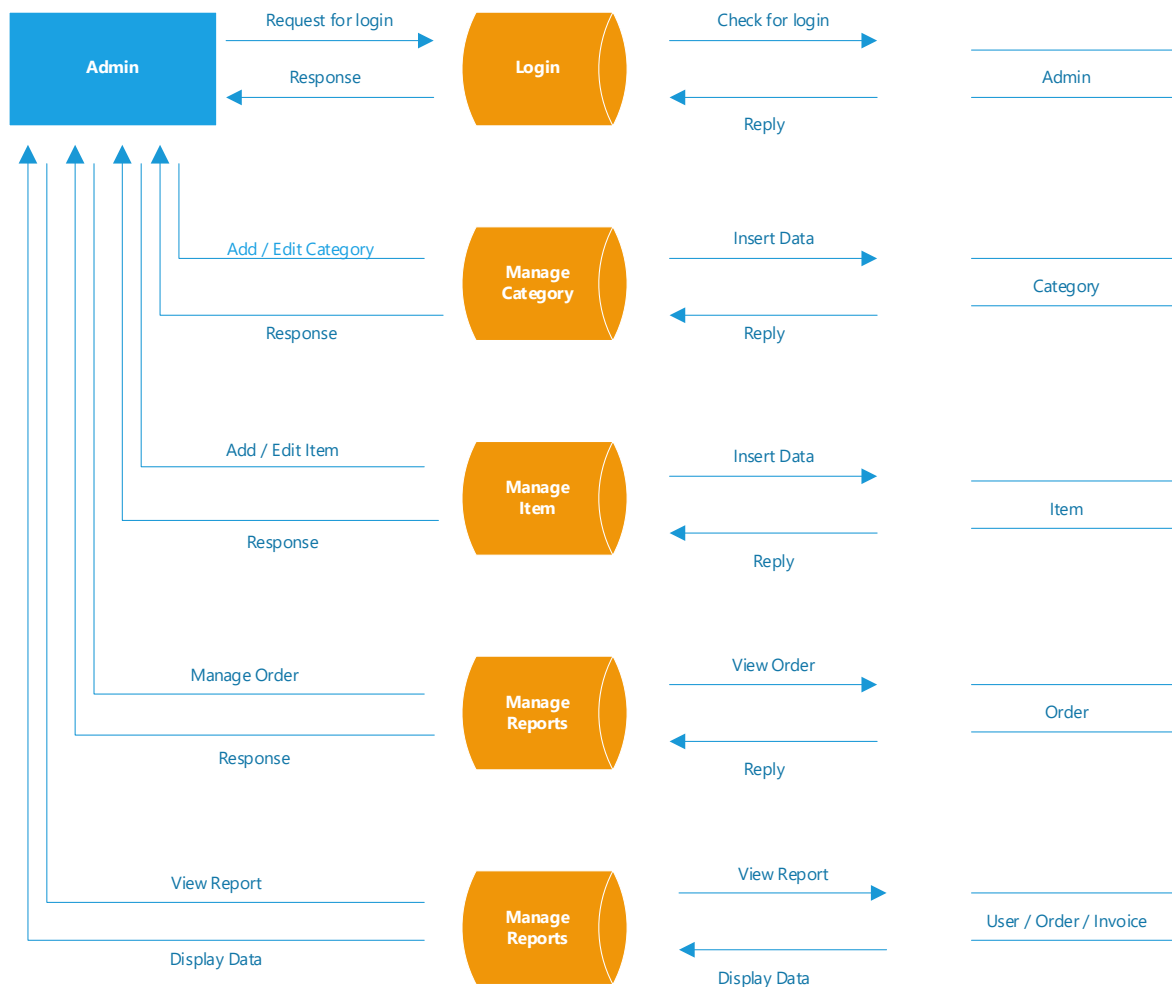 Request for login
Check for login
Admin
Login
Response
Admin
Reply
Add / Edit Category
Insert Data
Manage
Category
Category
Response
Reply
Add / Edit Item
Insert Data
Manage
Item
Item
Response
Reply
Manage Order
View Order
Manage
Reports
Order
Response
Reply
View Report
View Report
Manage
Reports
User / Order / Invoice
Display Data
Display Data